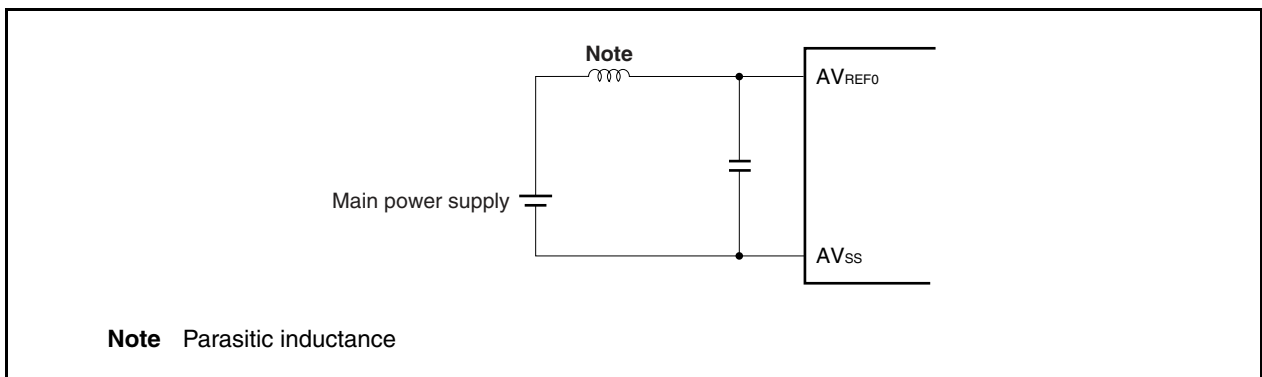 Note
AVREF0
Main power supply
AVSS
Note Parasitic inductance